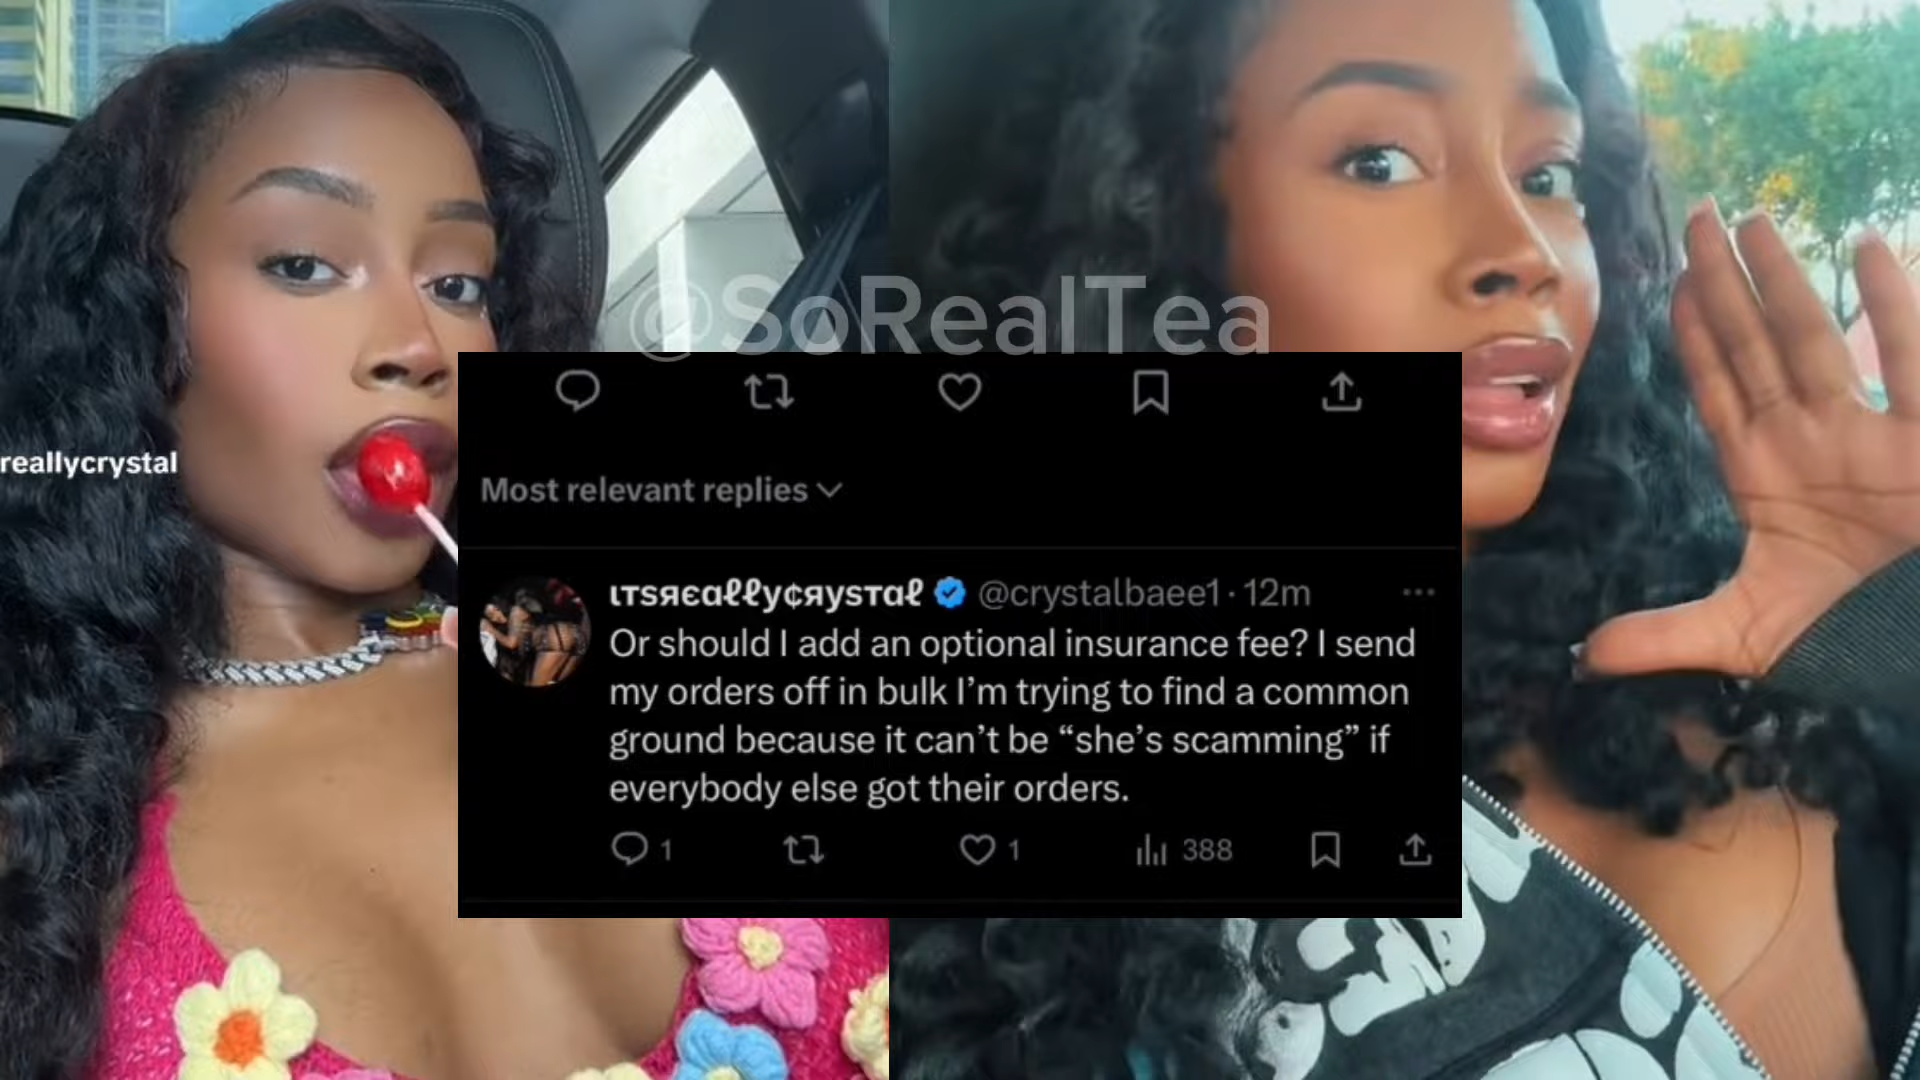 @SoRealTea
reallycrystal
Most relevant replies
ιтsяєαℓℓу¢яуsтαℓ @crystalbaee1 · 12m
Or should I add an optional insurance fee? I send
my orders off in bulk I’m trying to find a common
ground because it can’t be “she’s scamming” if
everybody else got their orders.
1 1 388